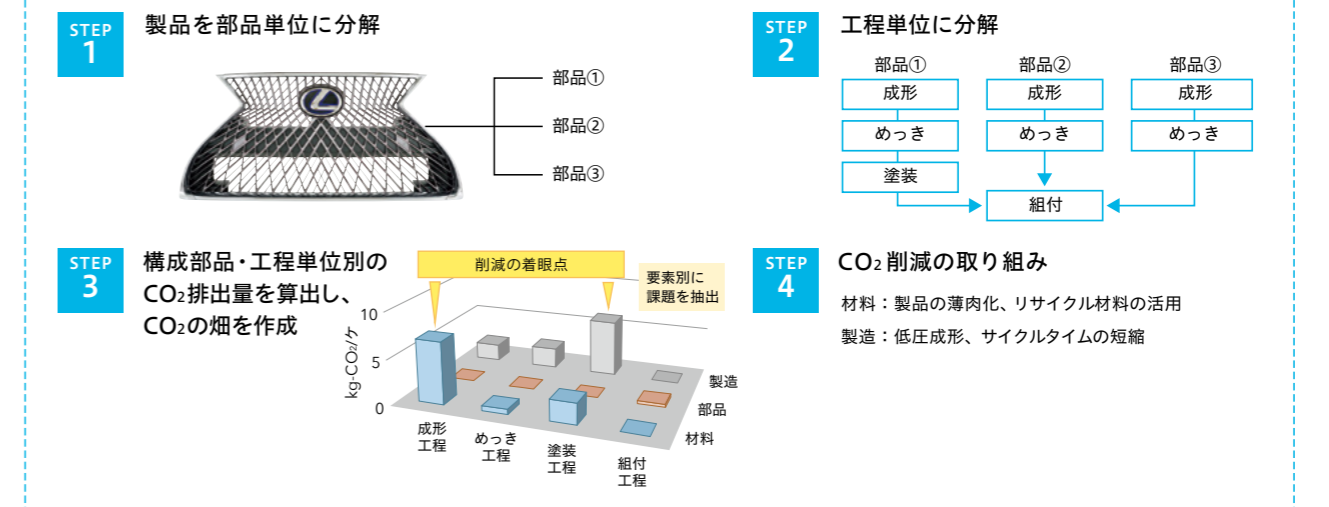 STEP
1
製品を部品単位に分解
部品①
部品②
部品③
STEP
2
工程単位に分解
部品①
部品②
部品③
成形
成形
成形
めっき
めっき
めっき
塗装
組付
STEP
3
構成部品・工程単位別の
CO₂排出量を算出し、
CO₂の畑を作成
削減の着眼点
要素別に
課題を抽出
kg-CO₂/ケ
10
5
0
製造
部品
材料
成形
工程
めっき
工程
塗装
工程
組付
工程
STEP
4
CO₂削減の取り組み
材料：製品の薄肉化、リサイクル材料の活用
製造：低圧成形、サイクルタイムの短縮